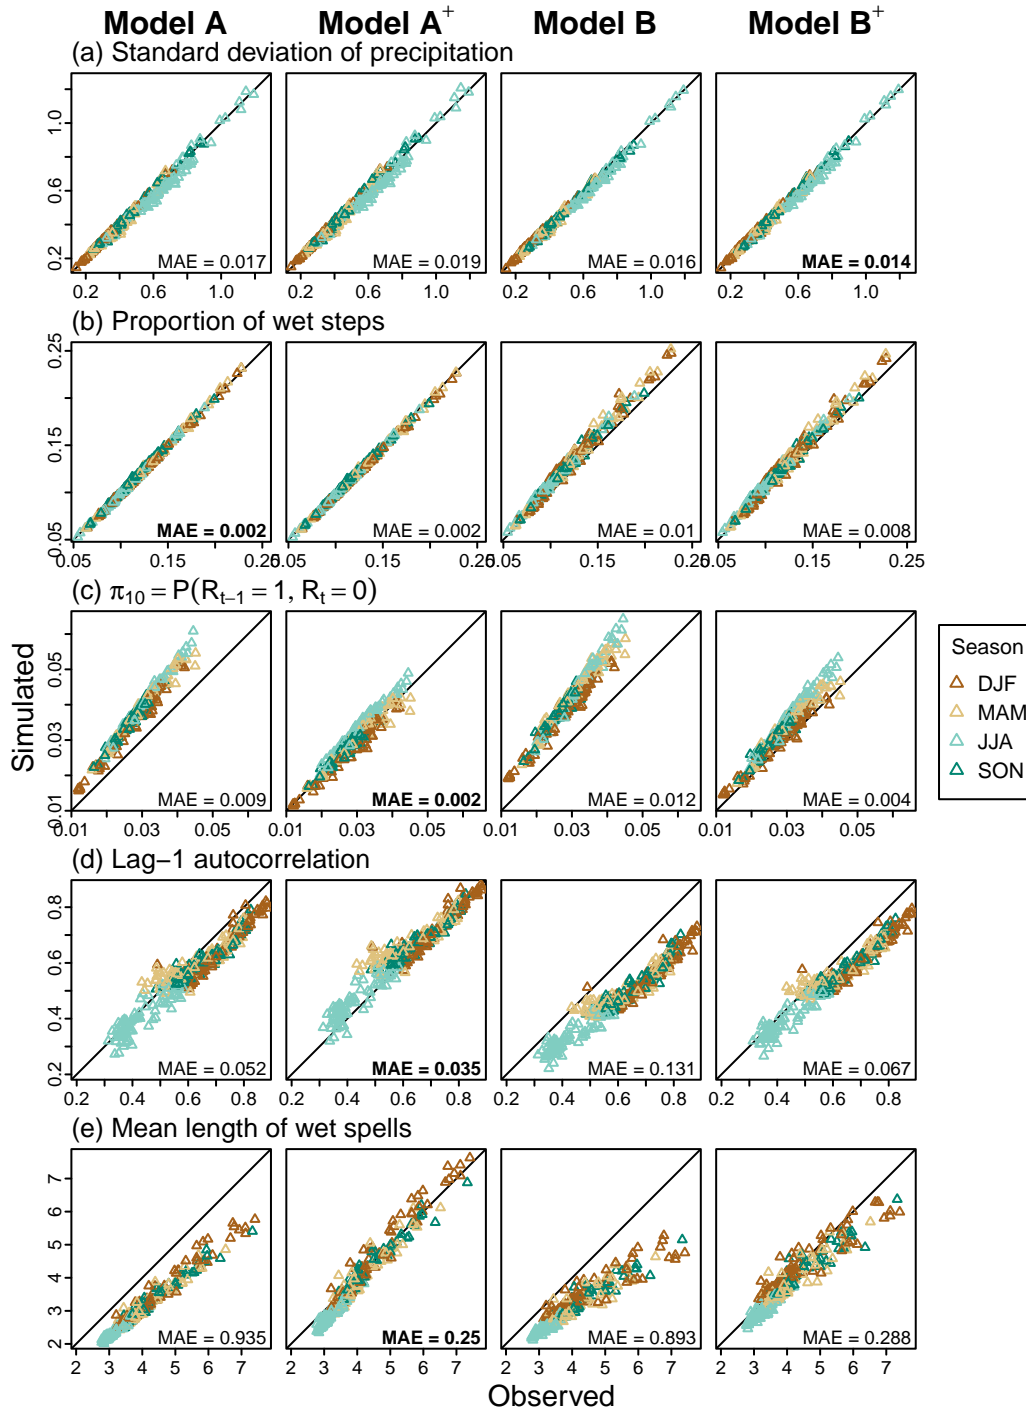 Model A Model A+ Model B Model B+
(a) Standard deviation of precipitation
0.2 0.6 1.0
MAE = 0.017 MAE = 0.019 MAE = 0.016 MAE = 0.014
0.2 0.6 1.0 0.2 0.6 1.0 0.2 0.6 1.0 0.2 0.6 1.0
(b) Proportion of wet steps
0.05 0.15 0.25
MAE = 0.002 MAE = 0.002 MAE = 0.01 MAE = 0.008
0.05 0.15 0.25 0.05 0.15 0.25 0.05 0.15 0.25 0.05 0.15 0.25
(c) π10 = P(Rt−1 = 1, Rt = 0)
0.01 0.03 0.05
MAE = 0.009 MAE = 0.002 MAE = 0.012 MAE = 0.004
0.01 0.03 0.05 0.01 0.03 0.05 0.01 0.03 0.05 0.01 0.03 0.05
Simulated
Season
DJF
MAM
JJA
SON
(d) Lag−1 autocorrelation
0.2 0.4 0.6 0.8
MAE = 0.052 MAE = 0.035 MAE = 0.131 MAE = 0.067
0.2 0.4 0.6 0.8 0.2 0.4 0.6 0.8 0.2 0.4 0.6 0.8 0.2 0.4 0.6 0.8
(e) Mean length of wet spells
2 3 4 5 6 7
MAE = 0.935 MAE = 0.25 MAE = 0.893 MAE = 0.288
2 3 4 5 6 7 2 3 4 5 6 7 2 3 4 5 6 7 2 3 4 5 6 7
Observed